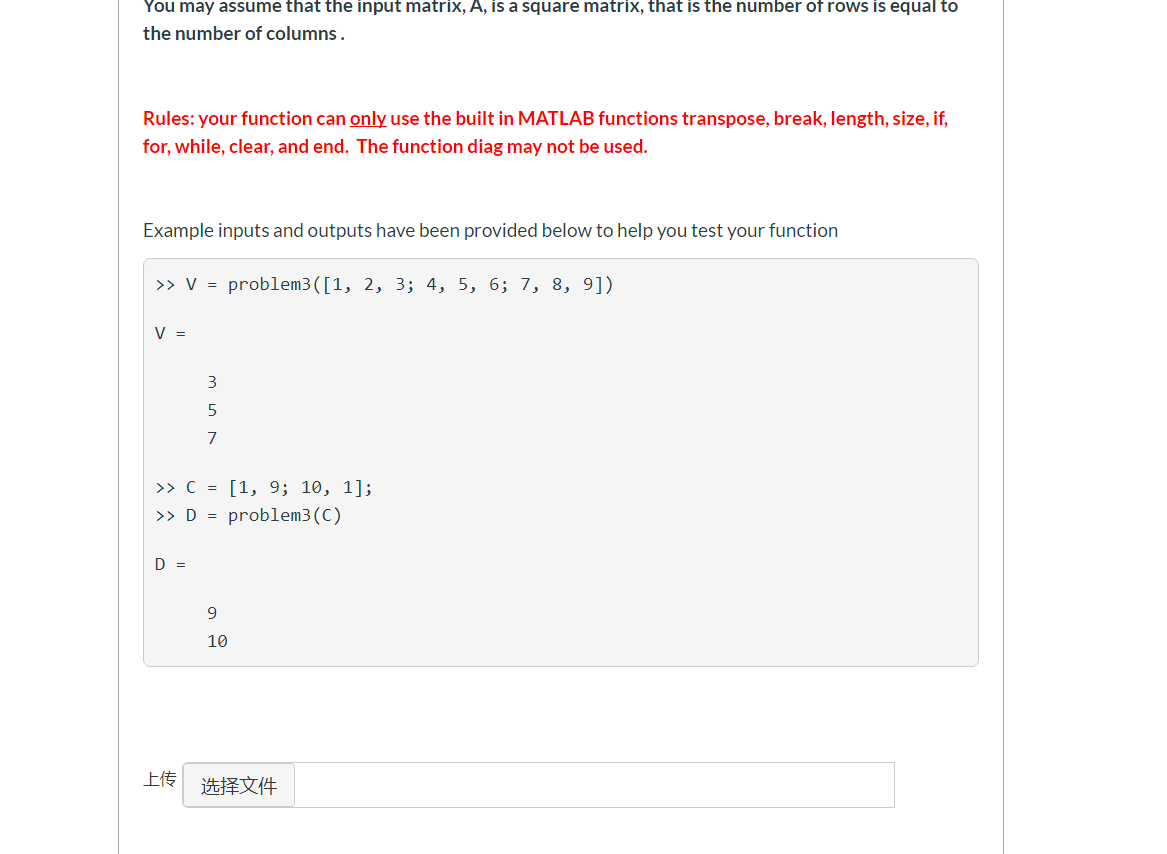 You may assume that the input matrix, A, is a square matrix, that is the number of rows is equal to
the number of columns .
Rules: your function can only use the built in MATLAB functions transpose, break, length, size, if,
for, while, clear, and end.  The function diag may not be used.
Example inputs and outputs have been provided below to help you test your function
>> V = problem3([1, 2, 3; 4, 5, 6; 7, 8, 9])
V =
3
5
7
>> C = [1, 9; 10, 1];
>> D = problem3(C)
D =
9
10
上传 选择文件